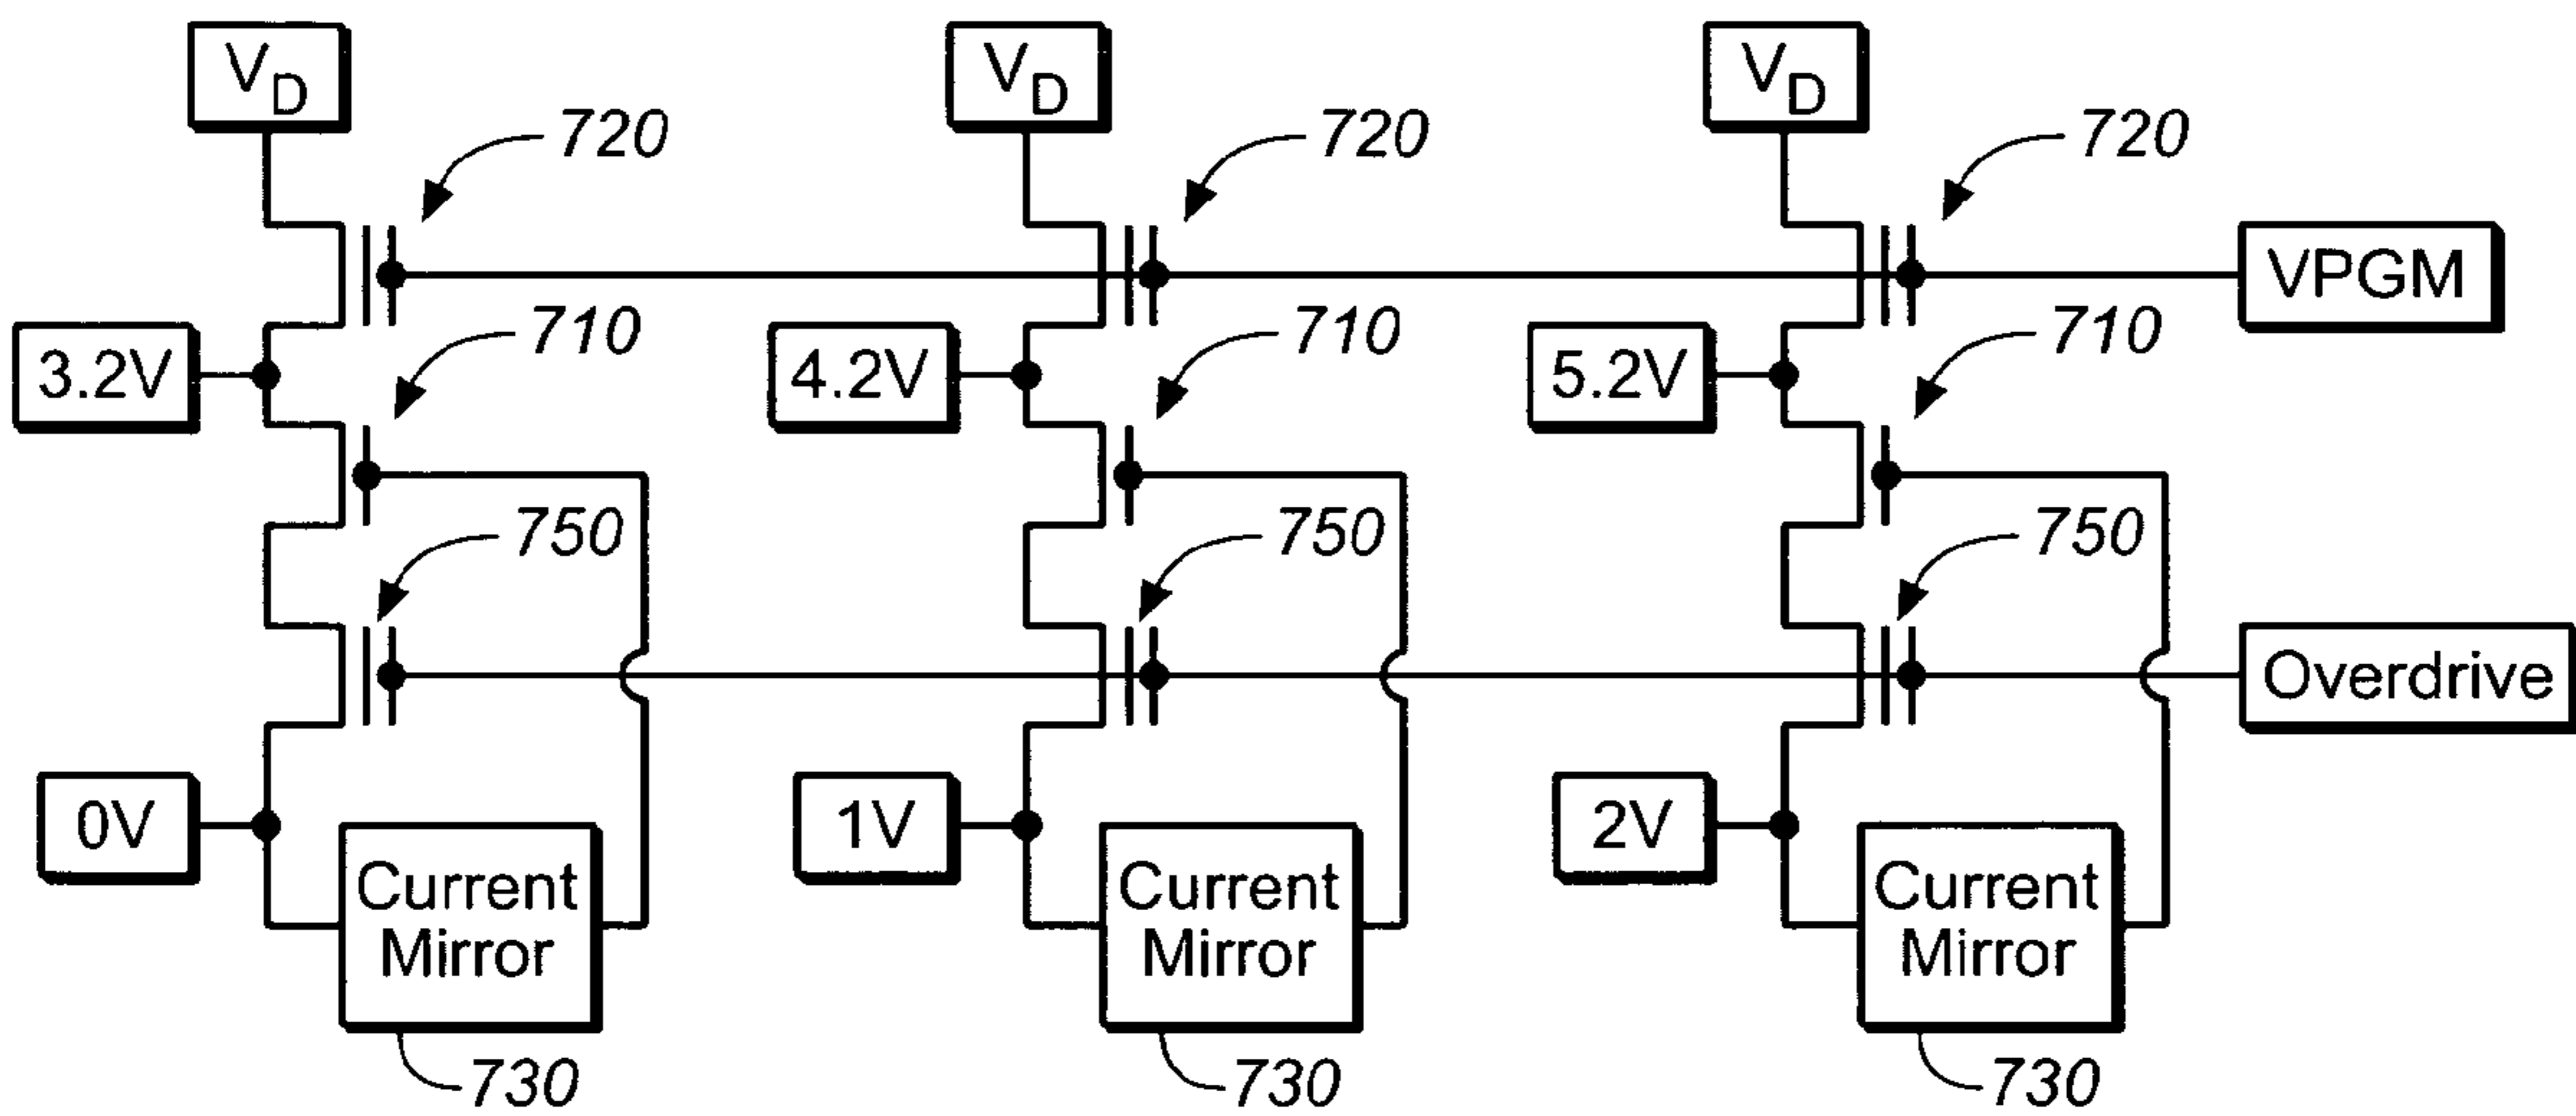 VD VD VD
720 720 720
VPGM
710 710 710
3.2V 4.2V 5.2V
750 750 750
Overdrive
0V 1V 2V
Current Mirror
Current Mirror
Current Mirror
730 730 730